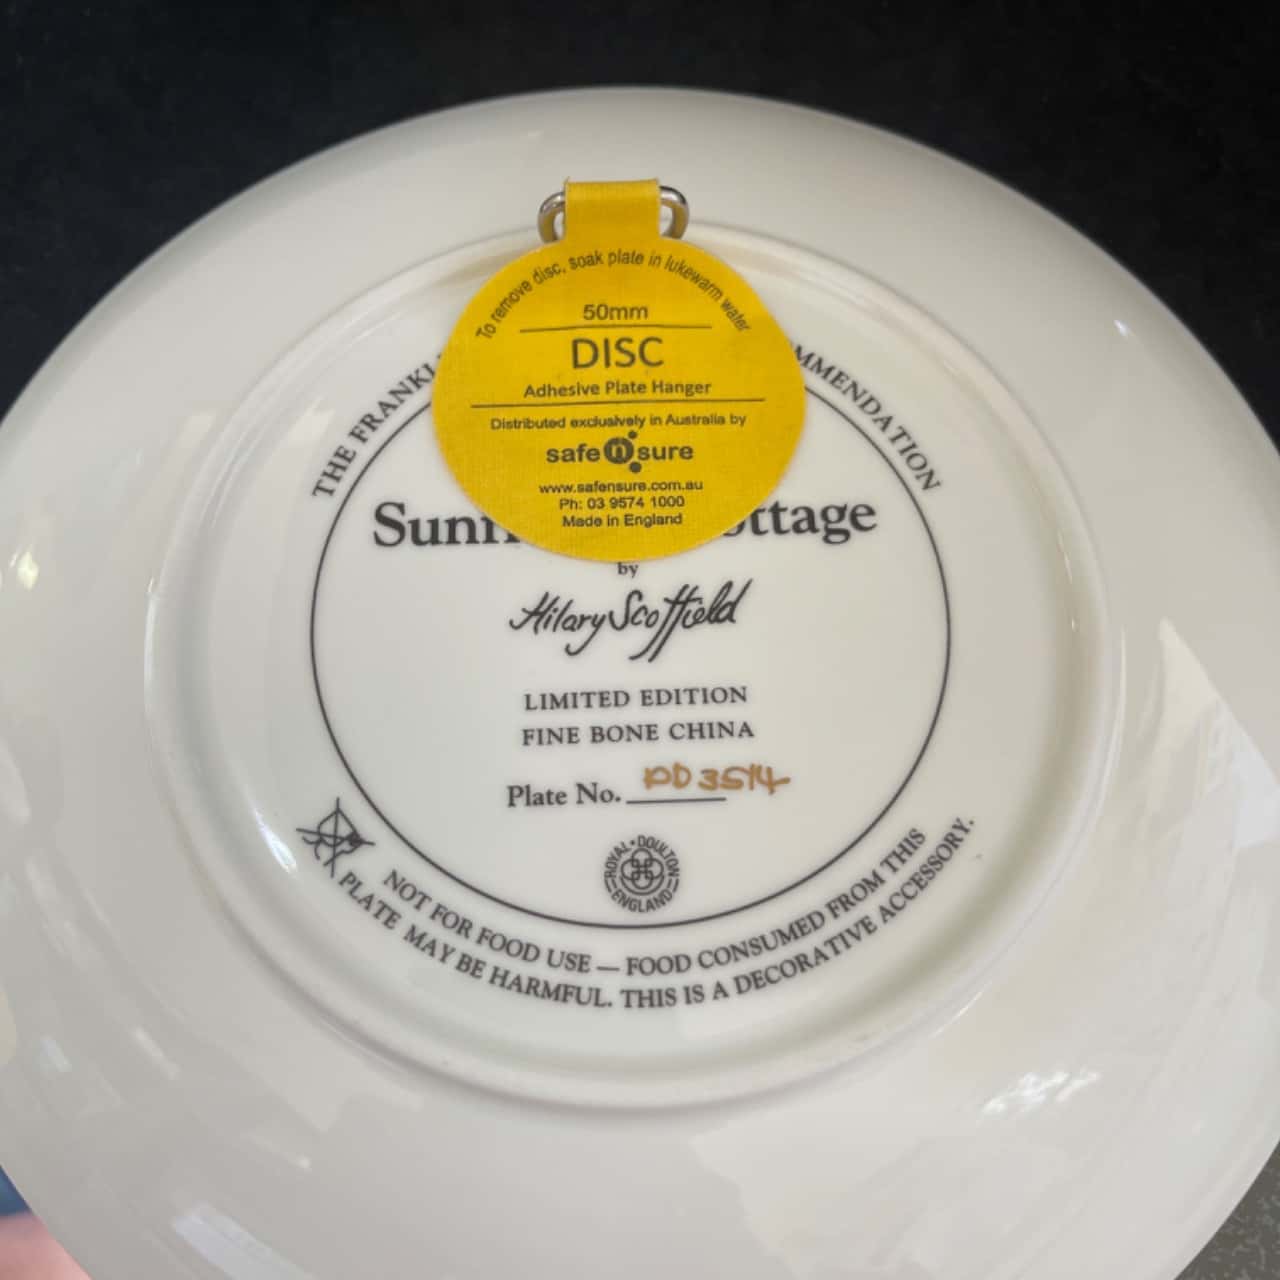 To remove disc, soak plate in lukewarm water
50mm
DISC
Adhesive Plate Hanger
Distributed exclusively in Australia by
safe n sure
www.safensure.com.au
Ph: 03 9574 1000
Made in England
THE
Sunn ottage
by
Hilary Scoffield
LIMITED EDITION
FINE BONE CHINA
Plate No. DD3514
ROYAL • DOULTON
ENGLAND
NOT FOR FOOD USE — FOOD CONSUMED FROM THIS
PLATE MAY BE HARMFUL. THIS IS A DECORATIVE ACCESSORY.